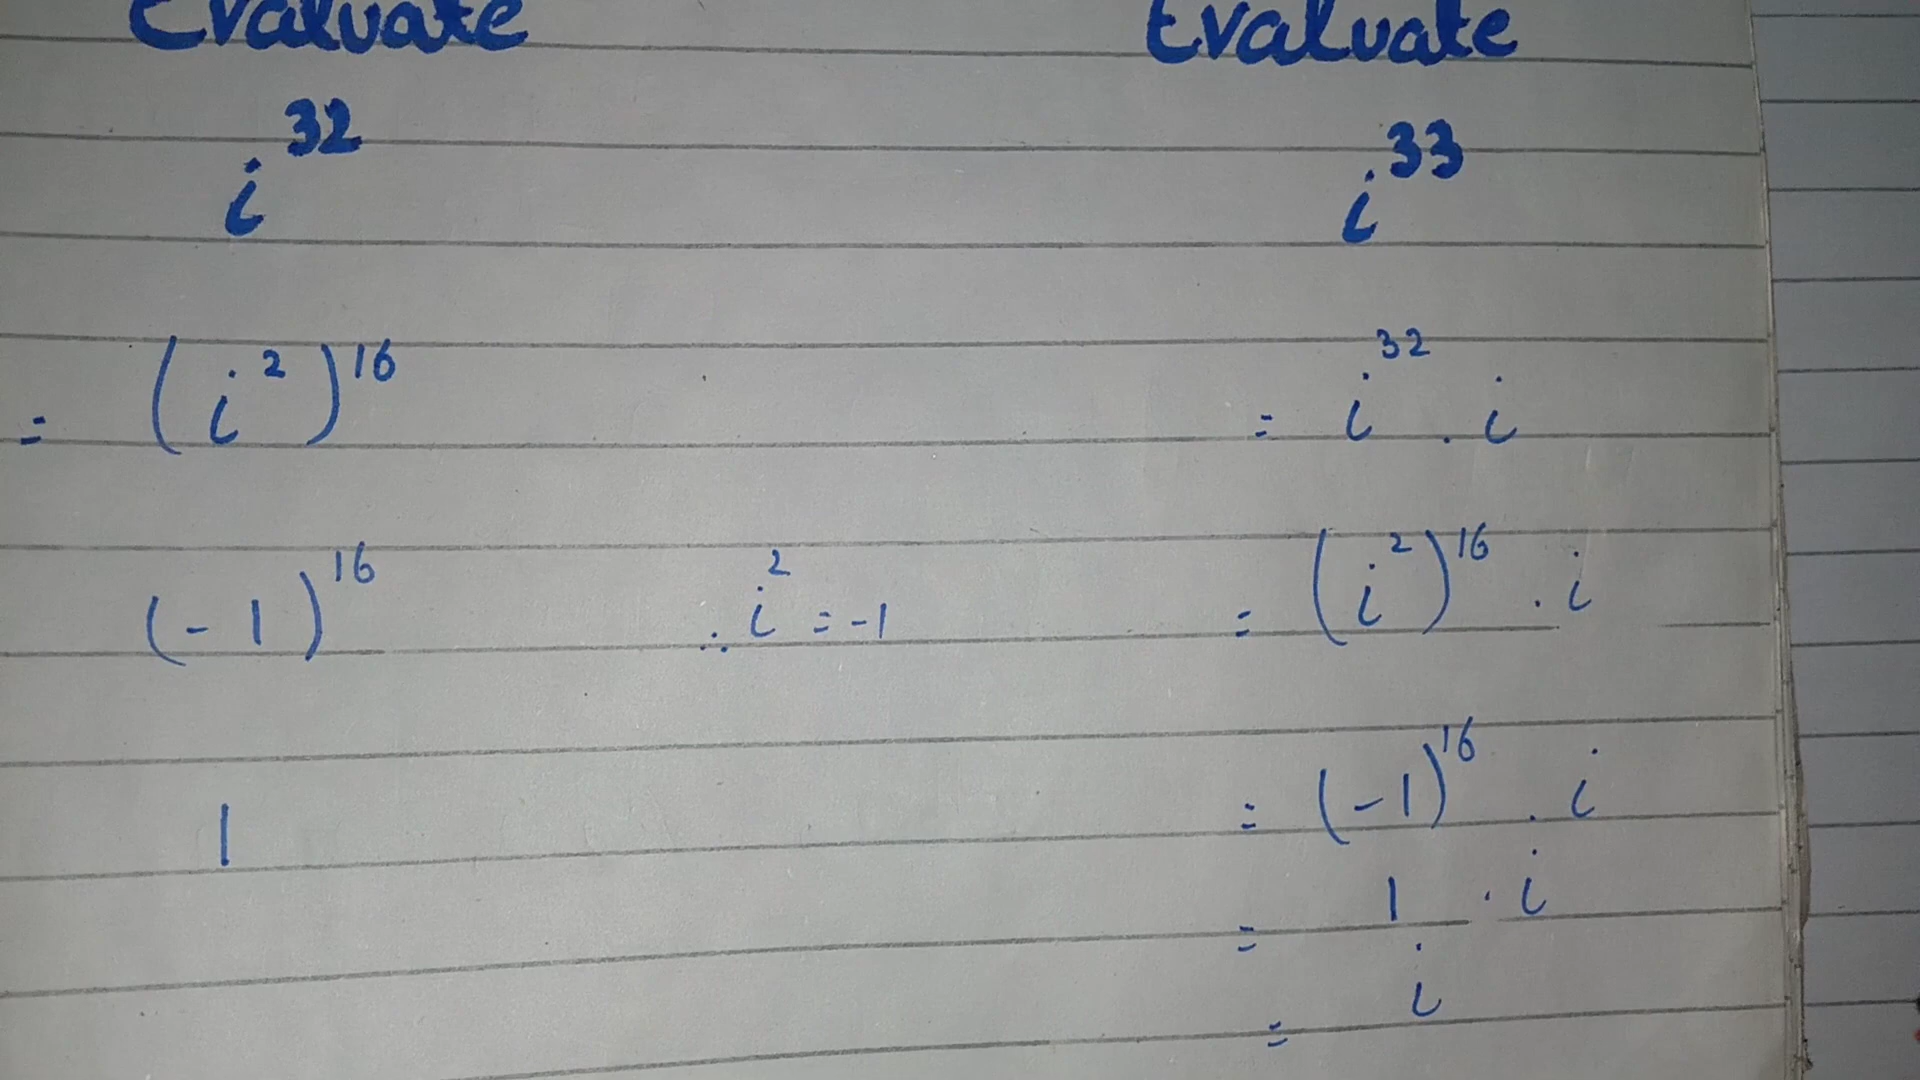 Evaluate
i^32
= (i^2)^16
(-1)^16 ∴ i^2 = -1
1
Evaluate
i^33
= i^32 . i
= (i^2)^16 . i
= (-1)^16 . i
= 1 . i
= i